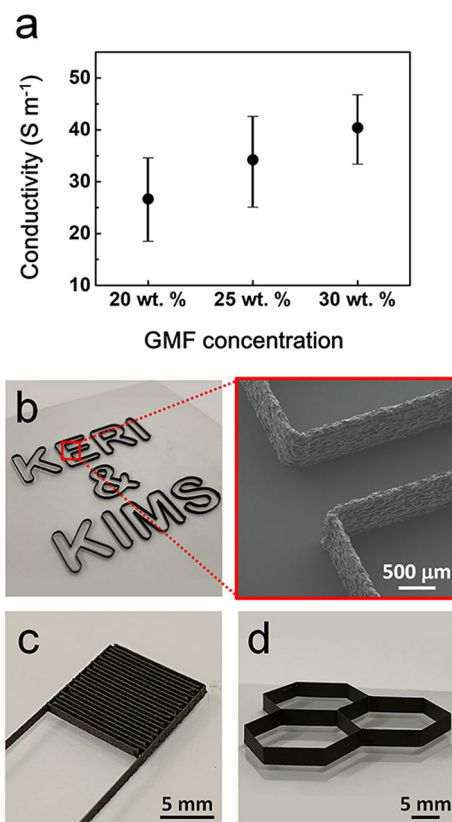 a
Conductivity (S m⁻¹)
50
40
30
20
10
20 wt. %
25 wt. %
30 wt. %
GMF concentration
b
KERI
&
KIMS
500 μm
c
5 mm
d
5 mm